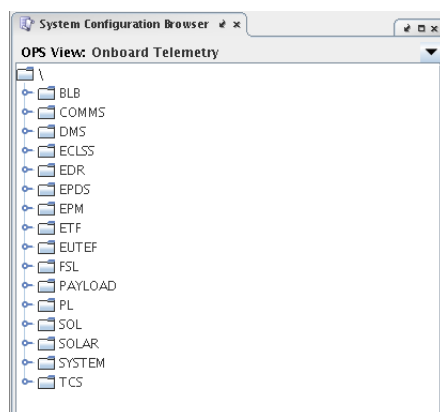 System Configuration Browser
OPS View: Onboard Telemetry
\
BLB
COMMS
DMS
ECLSS
EDR
EPDS
EPM
ETF
EUTEF
FSL
PAYLOAD
PL
SOL
SOLAR
SYSTEM
TCS